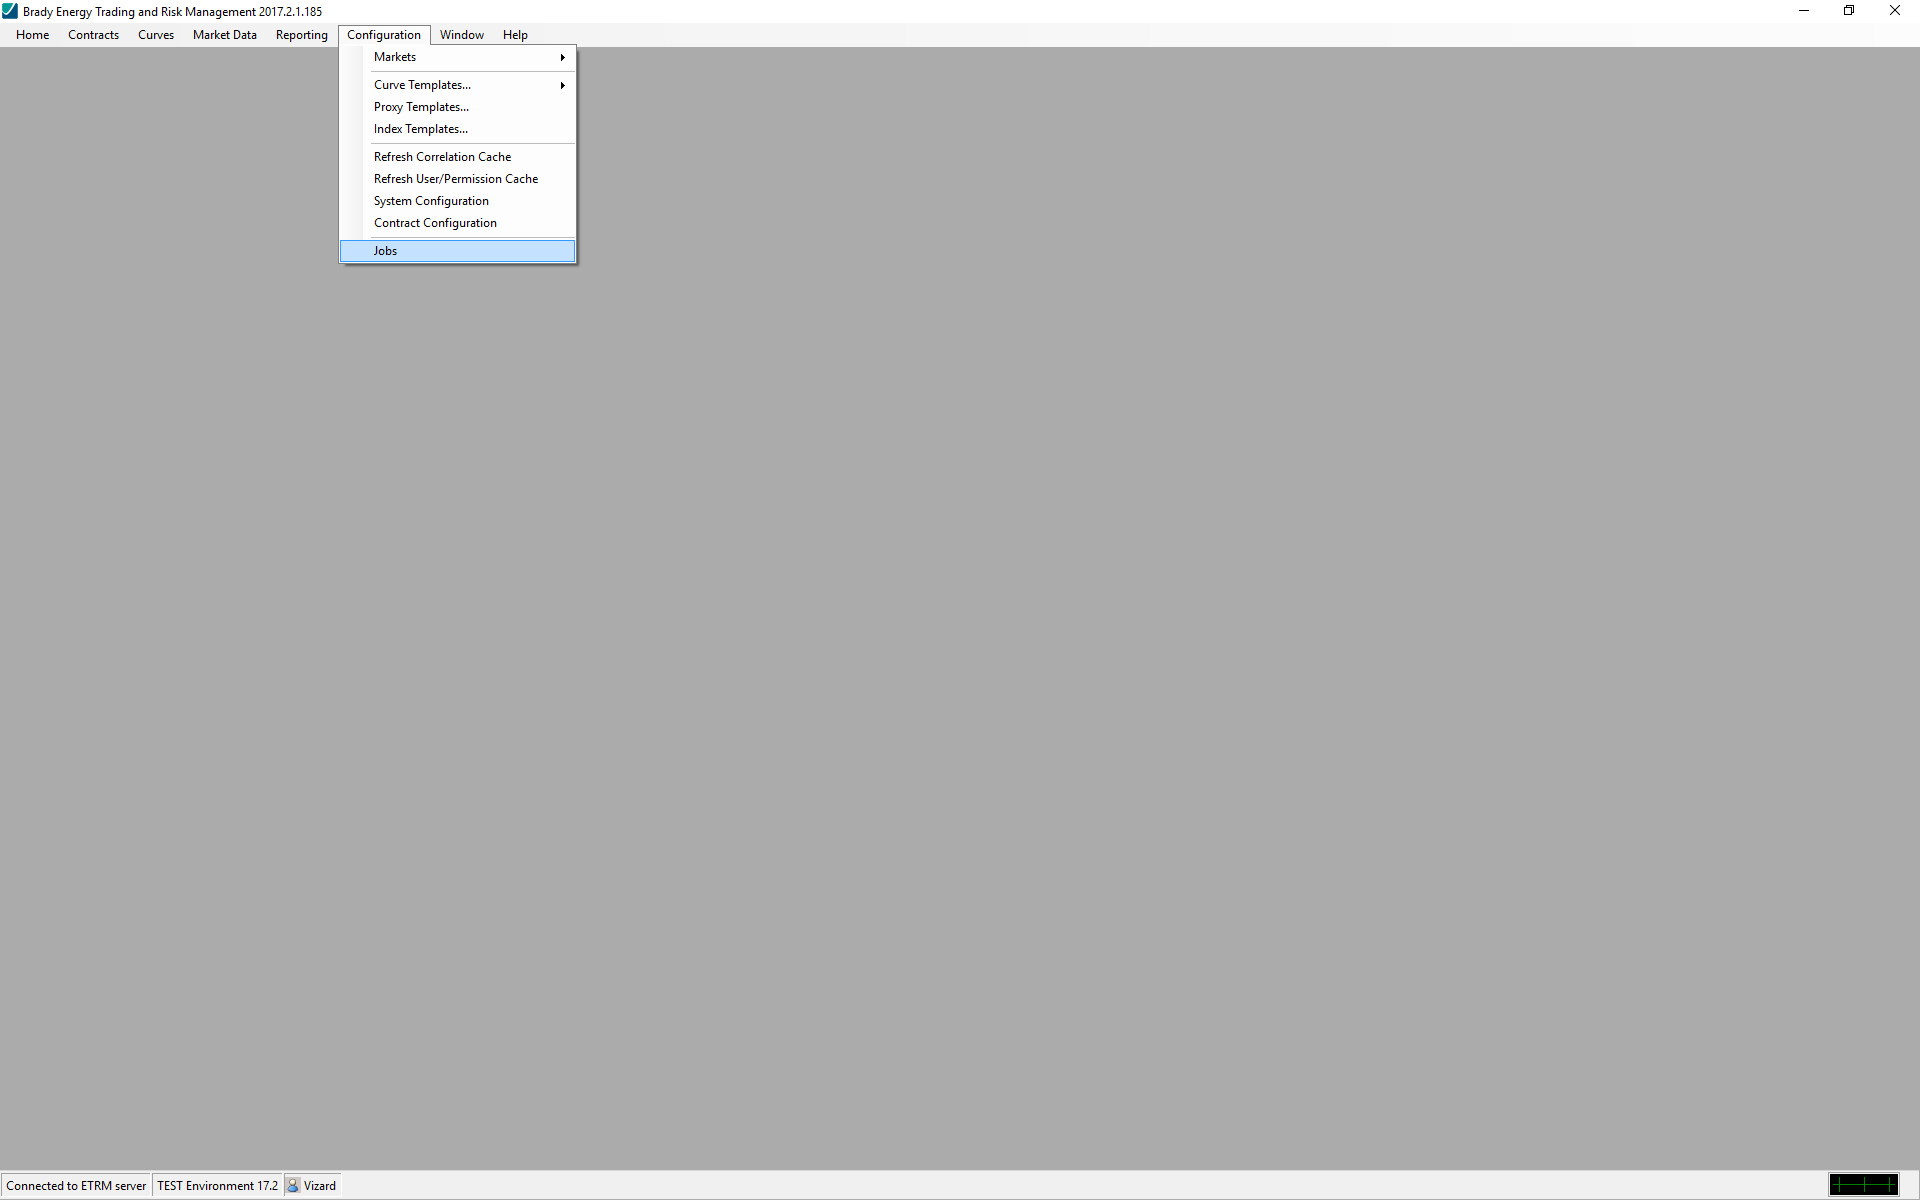 Brady Energy Trading and Risk Management 2017.2.1.185
Home Contracts Curves Market Data Reporting Configuration Window Help
Markets
Curve Templates...
Proxy Templates...
Index Templates...
Refresh Correlation Cache
Refresh User/Permission Cache
System Configuration
Contract Configuration
Jobs
Connected to ETRM server TEST Environment 17.2 Vizard